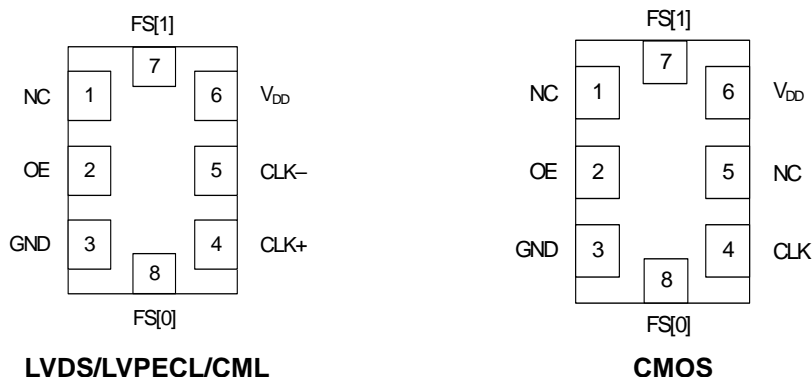 FS[1]
7
NC 1 6 VDD
OE 2 5 CLK–
GND 3 4 CLK+
8
FS[0]
LVDS/LVPECL/CML
FS[1]
7
NC 1 6 VDD
OE 2 5 NC
GND 3 4 CLK
8
FS[0]
CMOS